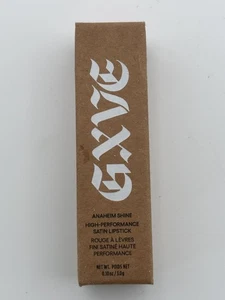 GXVE
ANAHEIM SHINE
HIGH-PERFORMANCE
SATIN LIPSTICK
ROUGE À LÈVRES
FINI SATINÉ HAUTE
PERFORMANCE
NET WT. POIDS NET